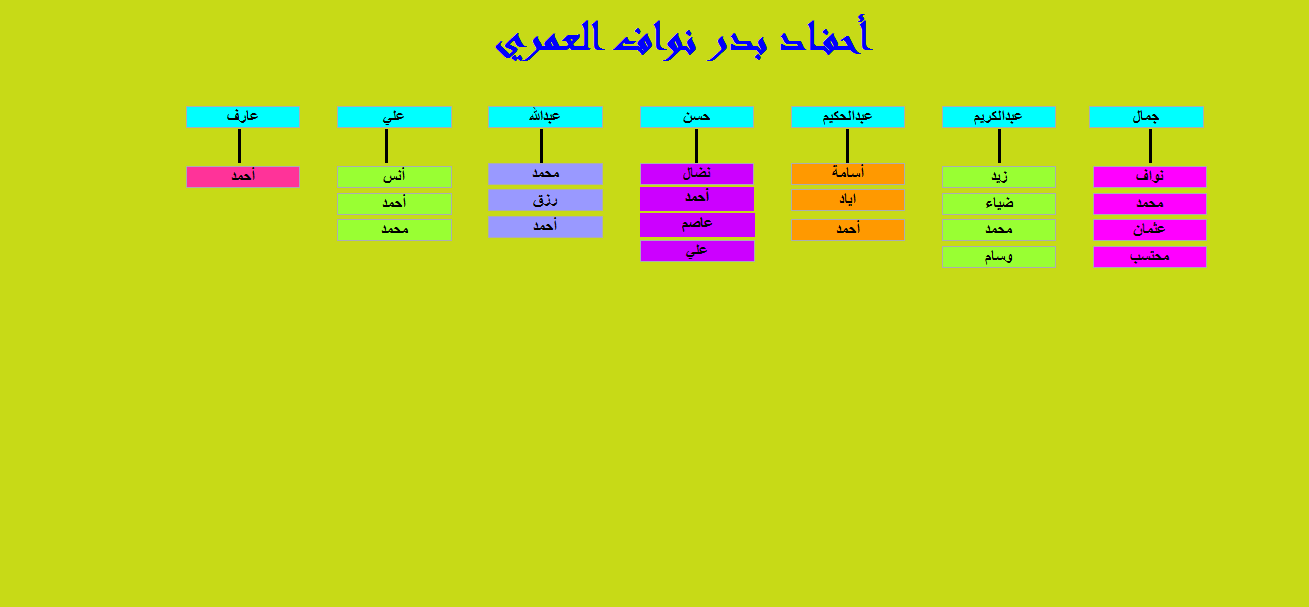 أحفاد بدر نواف العمري
جمال عبدالكريم عبدالحكيم حسن عبدالله علي عارف
نواف زيد أسامة نضال محمد أنس أحمد
محمد ضياء اياد أحمد رزق أحمد
عثمان محمد أحمد عاصم أحمد محمد
محتسب وسام علي